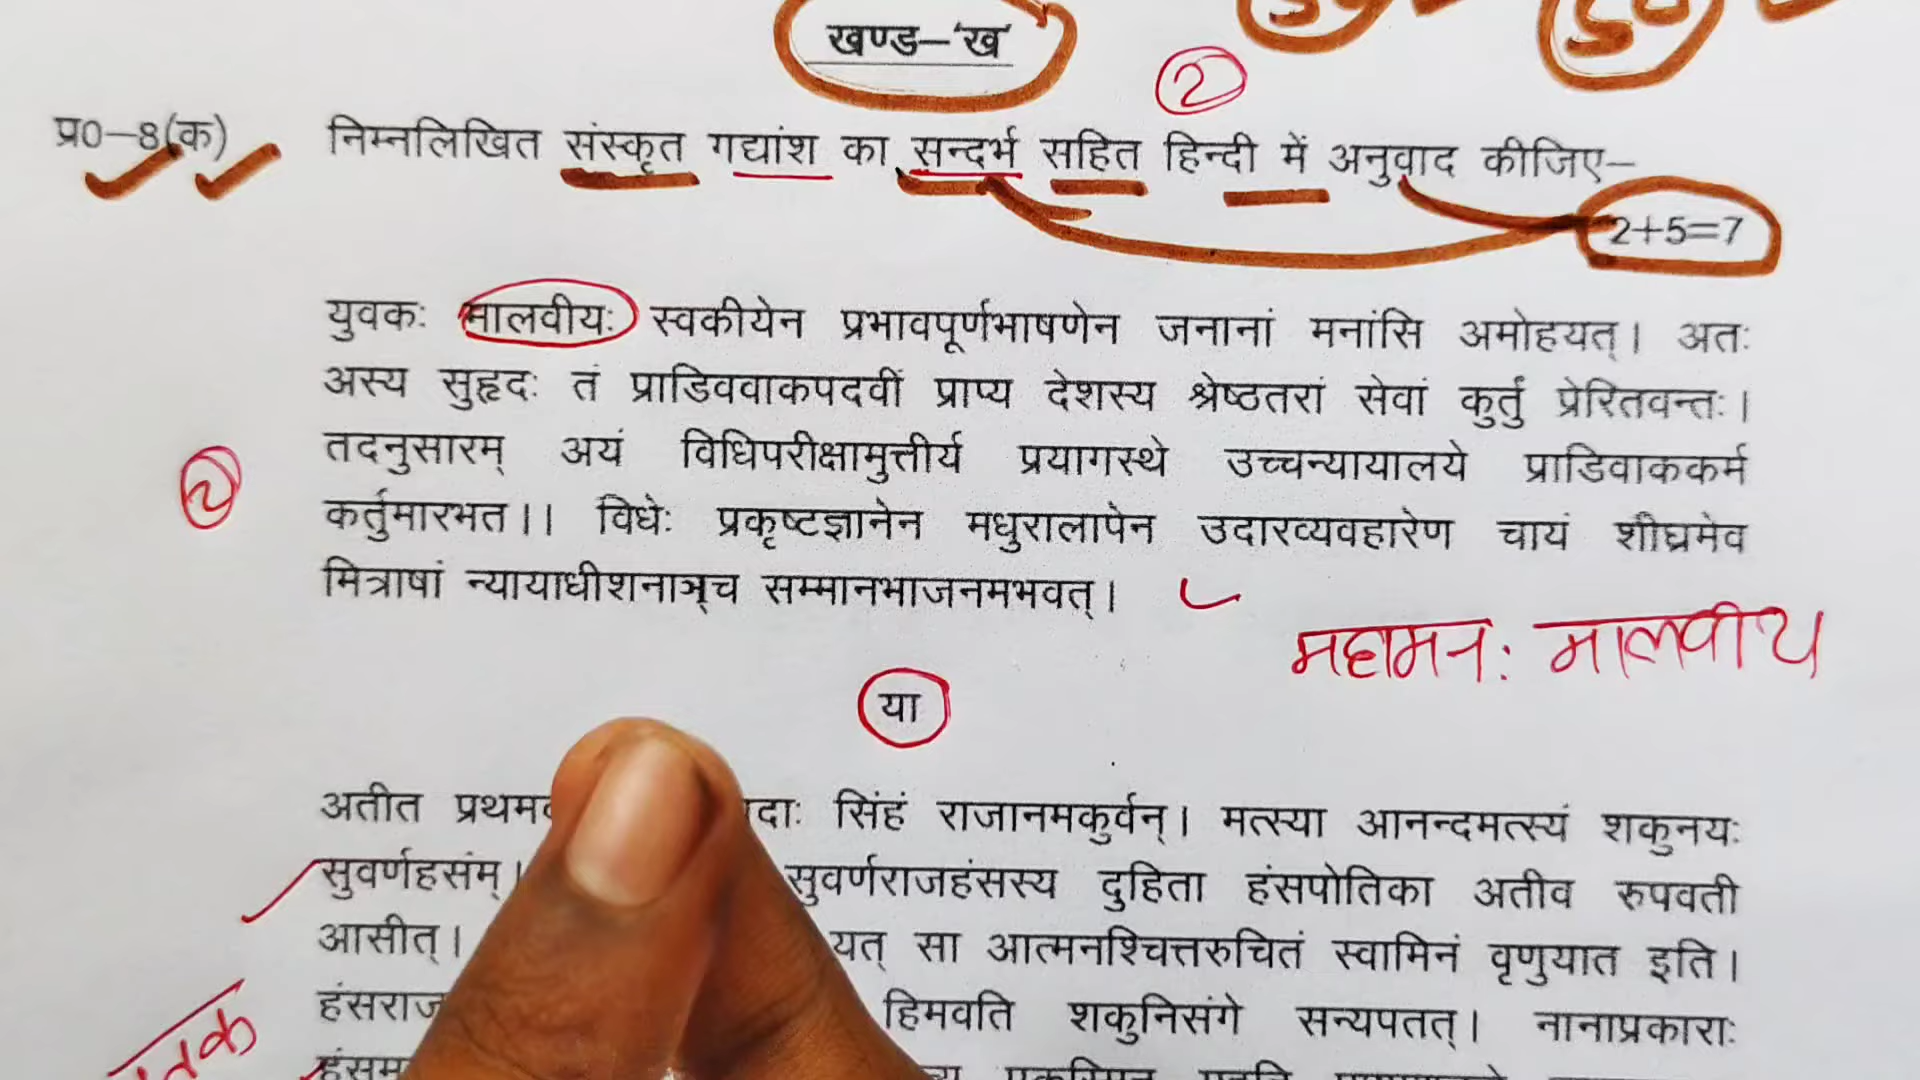 खण्ड–'ख'
2
प्र0–8(क) निम्नलिखित संस्कृत गद्यांश का सन्दर्भ सहित हिन्दी में अनुवाद कीजिए–
2+5=7
युवकः मालवीयः स्वकीयेन प्रभावपूर्णभाषणेन जनानां मनांसि अमोहयत्। अतः
अस्य सुहृदः तं प्राडिववाकपदवीं प्राप्य देशस्य श्रेष्ठतरां सेवां कुर्तुं प्रेरितवन्तः।
तदनुसारम् अयं विधिपरीक्षामुत्तीर्य प्रयागस्थे उच्चन्यायालये प्राडिवाककर्म
कर्तुमारभत।। विधेः प्रकृष्टज्ञानेन मधुरालापेन उदारव्यवहारेण चायं शीघ्रमेव
मित्राषां न्यायाधीशनाञ्च सम्मानभाजनमभवत्।
महामनः मालवीय
या
अतीत सिंहं राजानमकुर्वन्। मत्स्या आनन्दमत्स्यं शकुनयः
सुवर्णहसंम्। सुवर्णराजहंसस्य दुहिता हंसपोतिका अतीव रुपवती
आसीत्। यत् सा आत्मनश्चित्तरुचितं स्वामिनं वृणुयात इति।
हिमवति शकुनिसंगे सन्यपतत्। नानाप्रकाराः